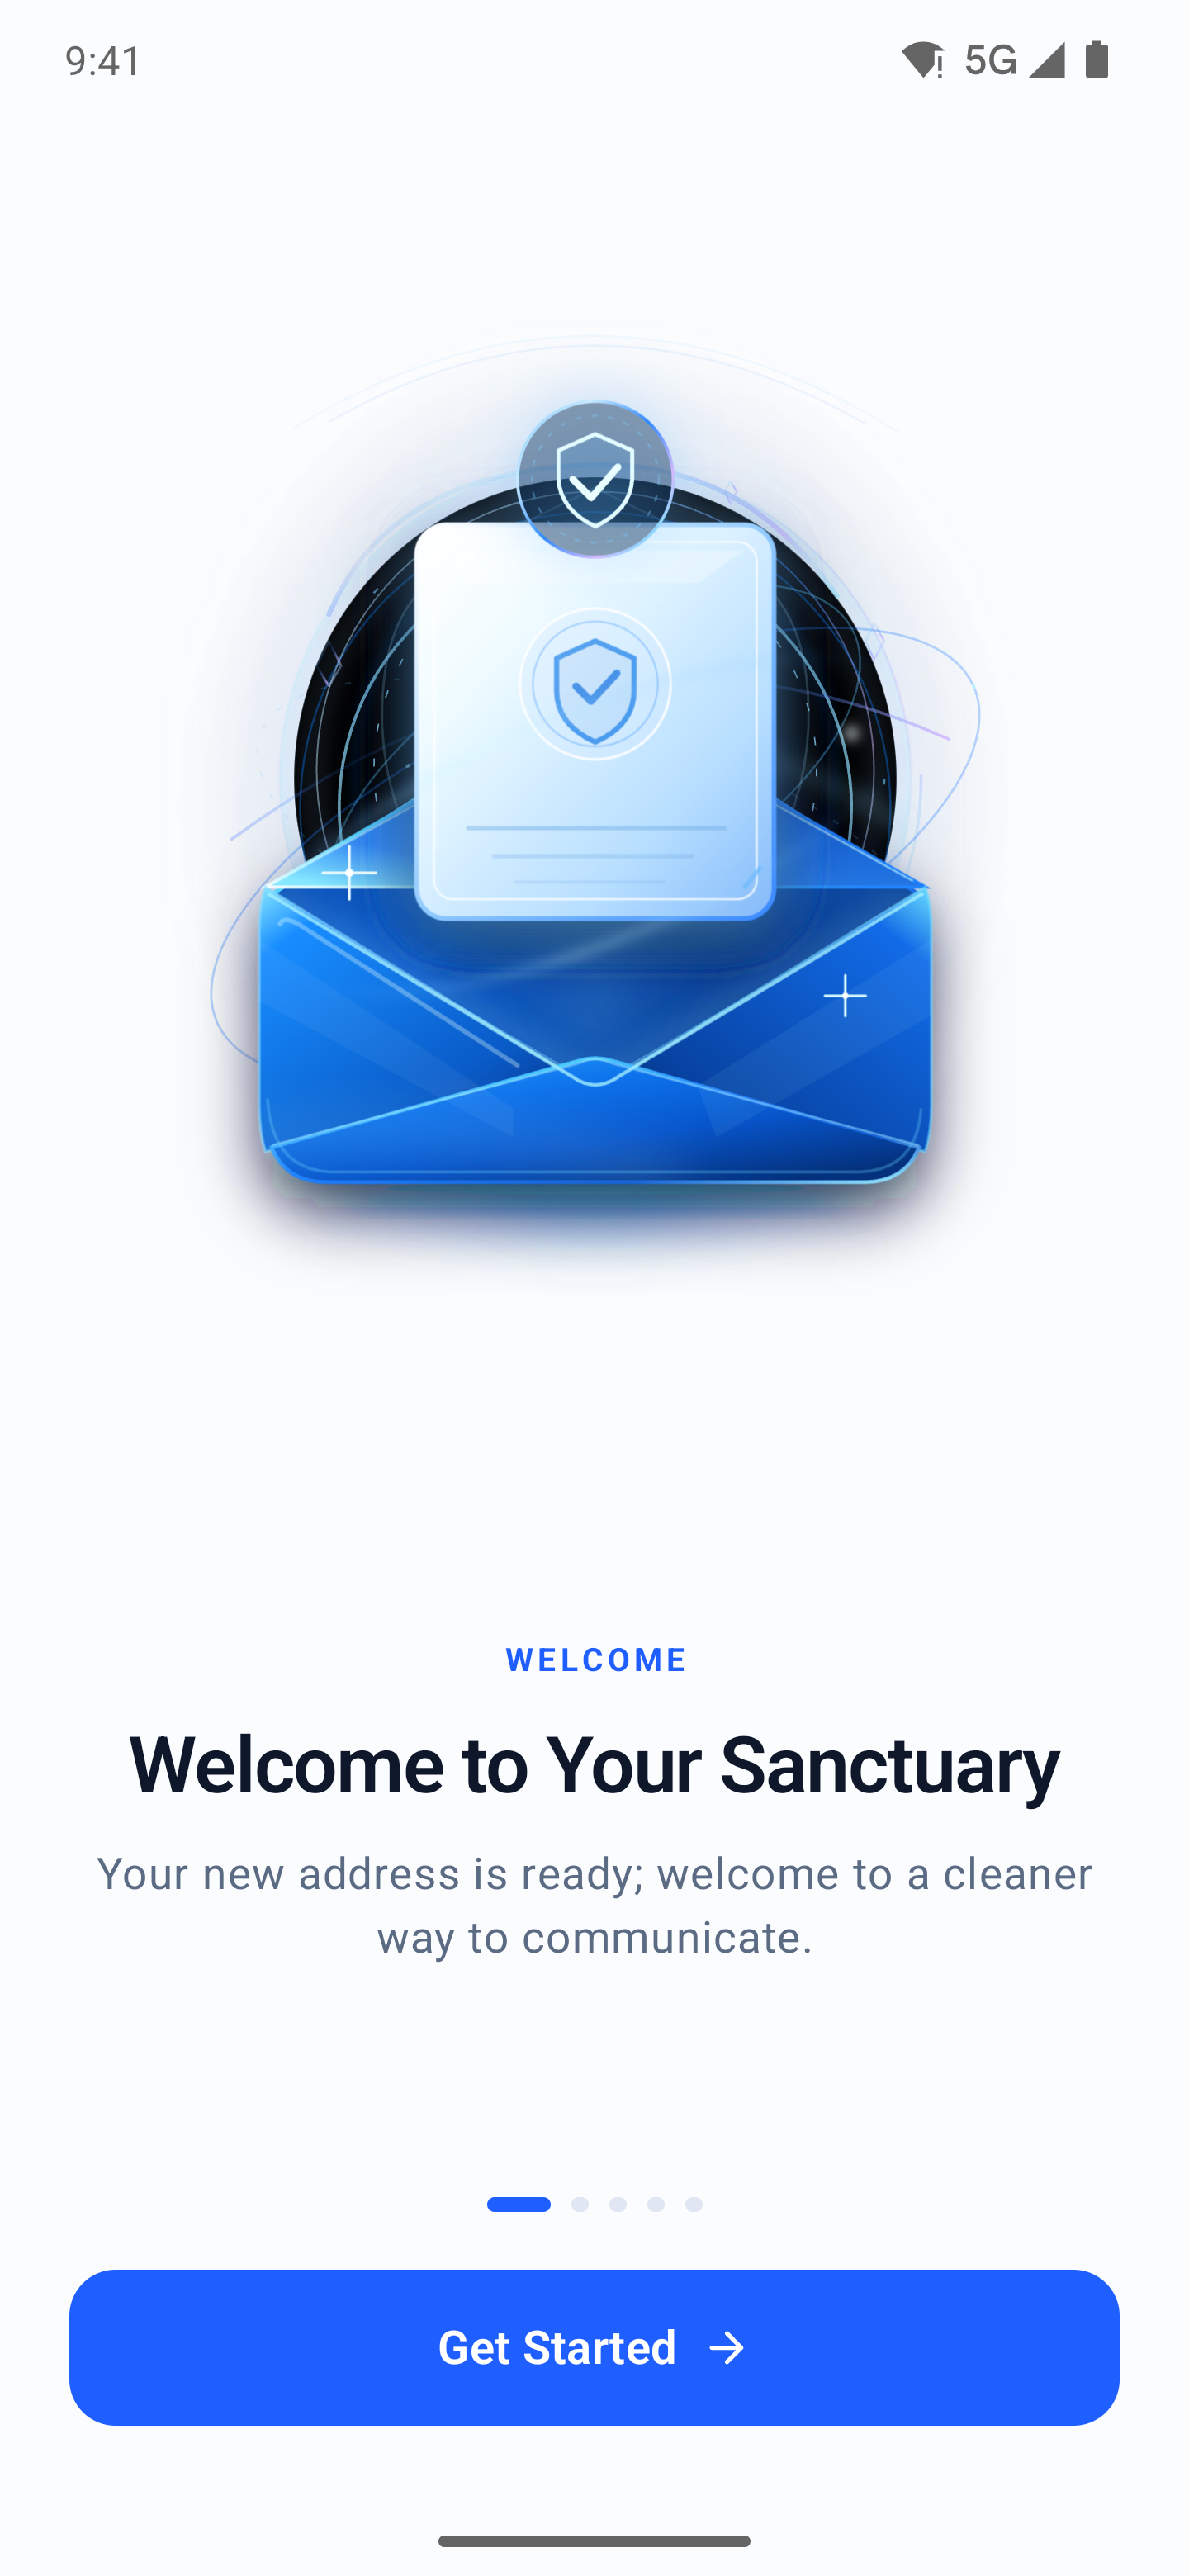 9:41
5G
WELCOME
Welcome to Your Sanctuary
Your new address is ready; welcome to a cleaner
way to communicate.
Get Started